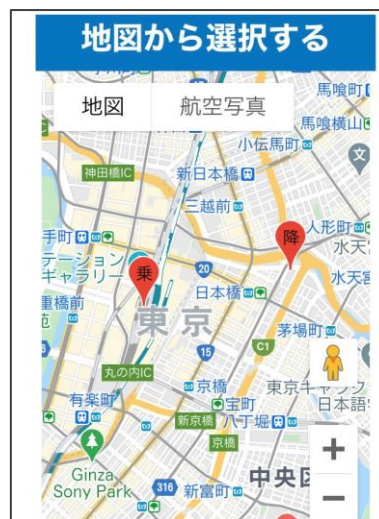 地図から選択する
地図
航空写真
馬喰町
馬喰横山
小伝馬町
神田橋IC
新日本橋
三越前
人形町
水天宮
手町
テーション
ギャラリー
乗
降
20
日本橋
水天宮
重橋前
東京
茅場町
15
C1
丸の内IC
京橋
東京キャラク
日本語
有楽町
宝町
新京橋
八丁堀
京橋
Ginza
Sony Park
中央区
316
新富町
+
−